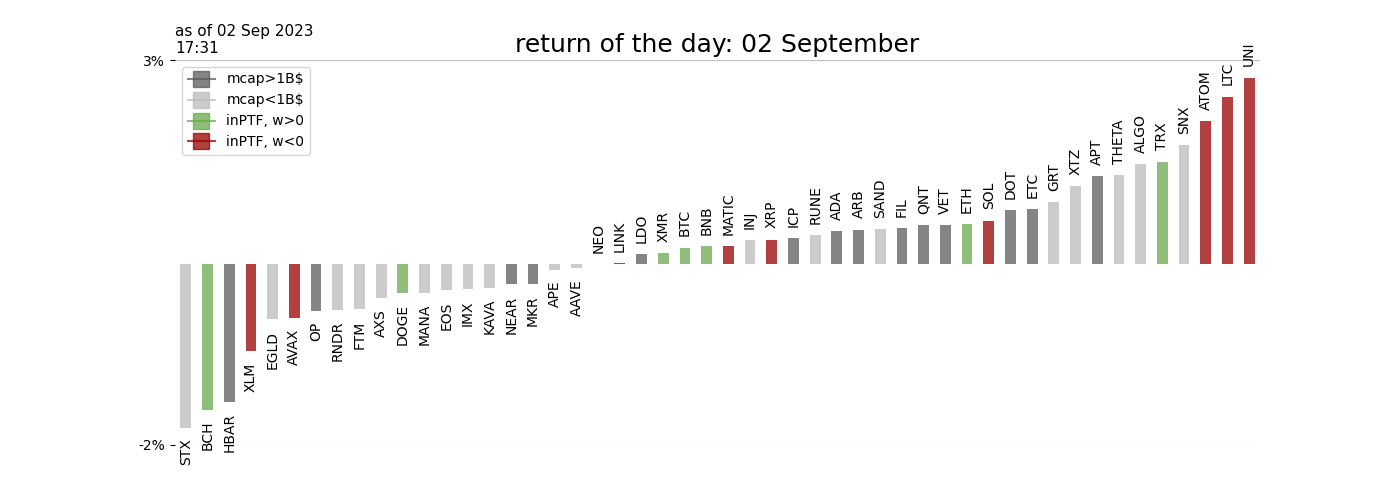 as of 02 Sep 2023
17:31
return of the day: 02 September
3%
-2%
mcap>1B$
mcap<1B$
inPTF, w>0
inPTF, w<0
STX
BCH
HBAR
XLM
EGLD
AVAX
OP
RNDR
FTM
AXS
DOGE
MANA
EOS
IMX
KAVA
NEAR
MKR
APE
AAVE
NEO
LINK
LDO
XMR
BTC
BNB
MATIC
INJ
XRP
ICP
RUNE
ADA
ARB
SAND
FIL
QNT
VET
ETH
SOL
DOT
ETC
GRT
XTZ
APT
THETA
ALGO
TRX
SNX
ATOM
LTC
UNI